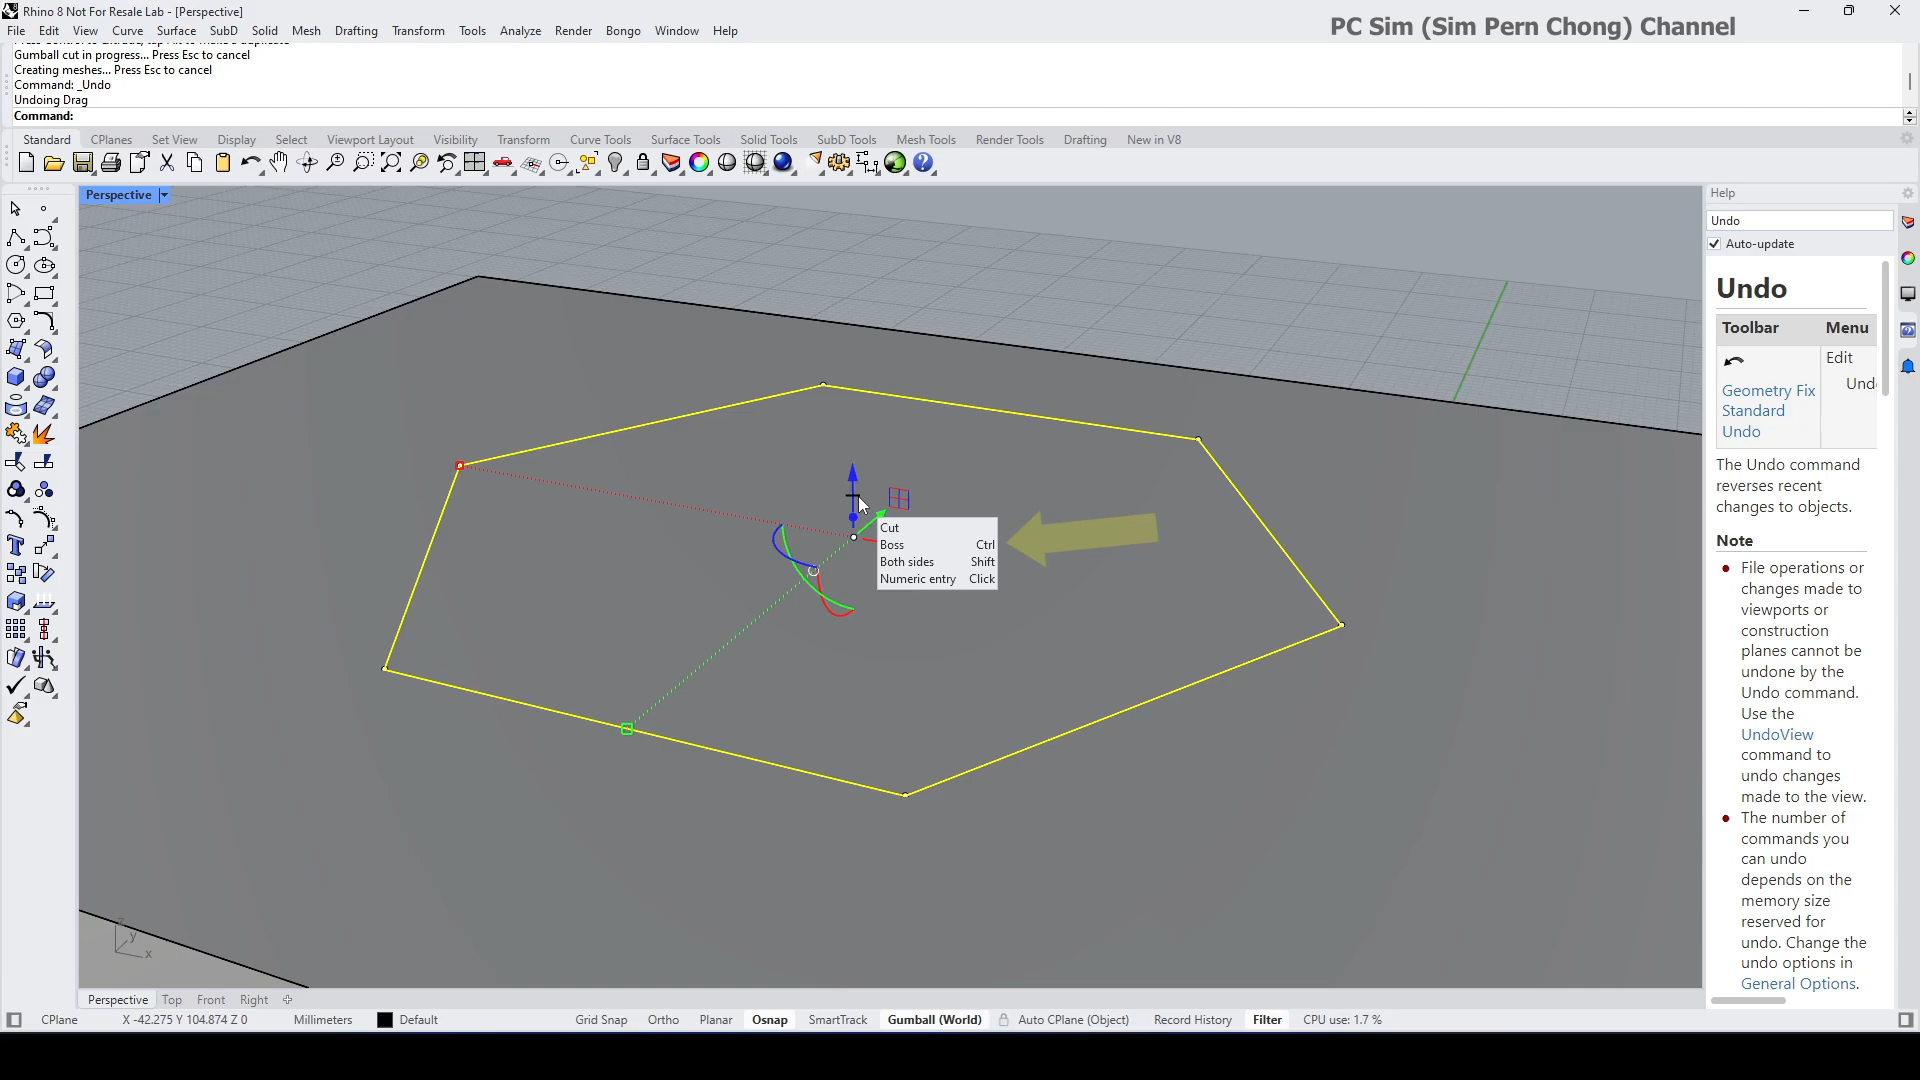 Rhino 8 Not For Resale Lab - [Perspective]
PC Sim (Sim Pern Chong) Channel
File Edit View Curve Surface SubD Solid Mesh Drafting Transform Tools Analyze Render Bongo Window Help
Gumball cut in progress... Press Esc to cancel
Creating meshes... Press Esc to cancel
Command: _Undo
Undoing Drag
Command:
Standard CPlanes Set View Display Select Viewport Layout Visibility Transform Curve Tools Surface Tools Solid Tools SubD Tools Mesh Tools Render Tools Drafting New in V8
Perspective
Cut
Boss Ctrl
Both sides Shift
Numeric entry Click
z
y
x
Help
Undo
Auto-update
Undo
Toolbar Menu
Edit
Und
Geometry Fix
Standard
Undo
The Undo command
reverses recent
changes to objects.
Note
File operations or
changes made to
viewports or
construction
planes cannot be
undone by the
Undo command.
Use the
UndoView
command to
undo changes
made to the view.
The number of
commands you
can undo
depends on the
memory size
reserved for
undo. Change the
undo options in
General Options.
Perspective Top Front Right
CPlane X -42.275 Y 104.874 Z 0 Millimeters Default Grid Snap Ortho Planar Osnap SmartTrack Gumball (World) Auto CPlane (Object) Record History Filter CPU use: 1.7 %